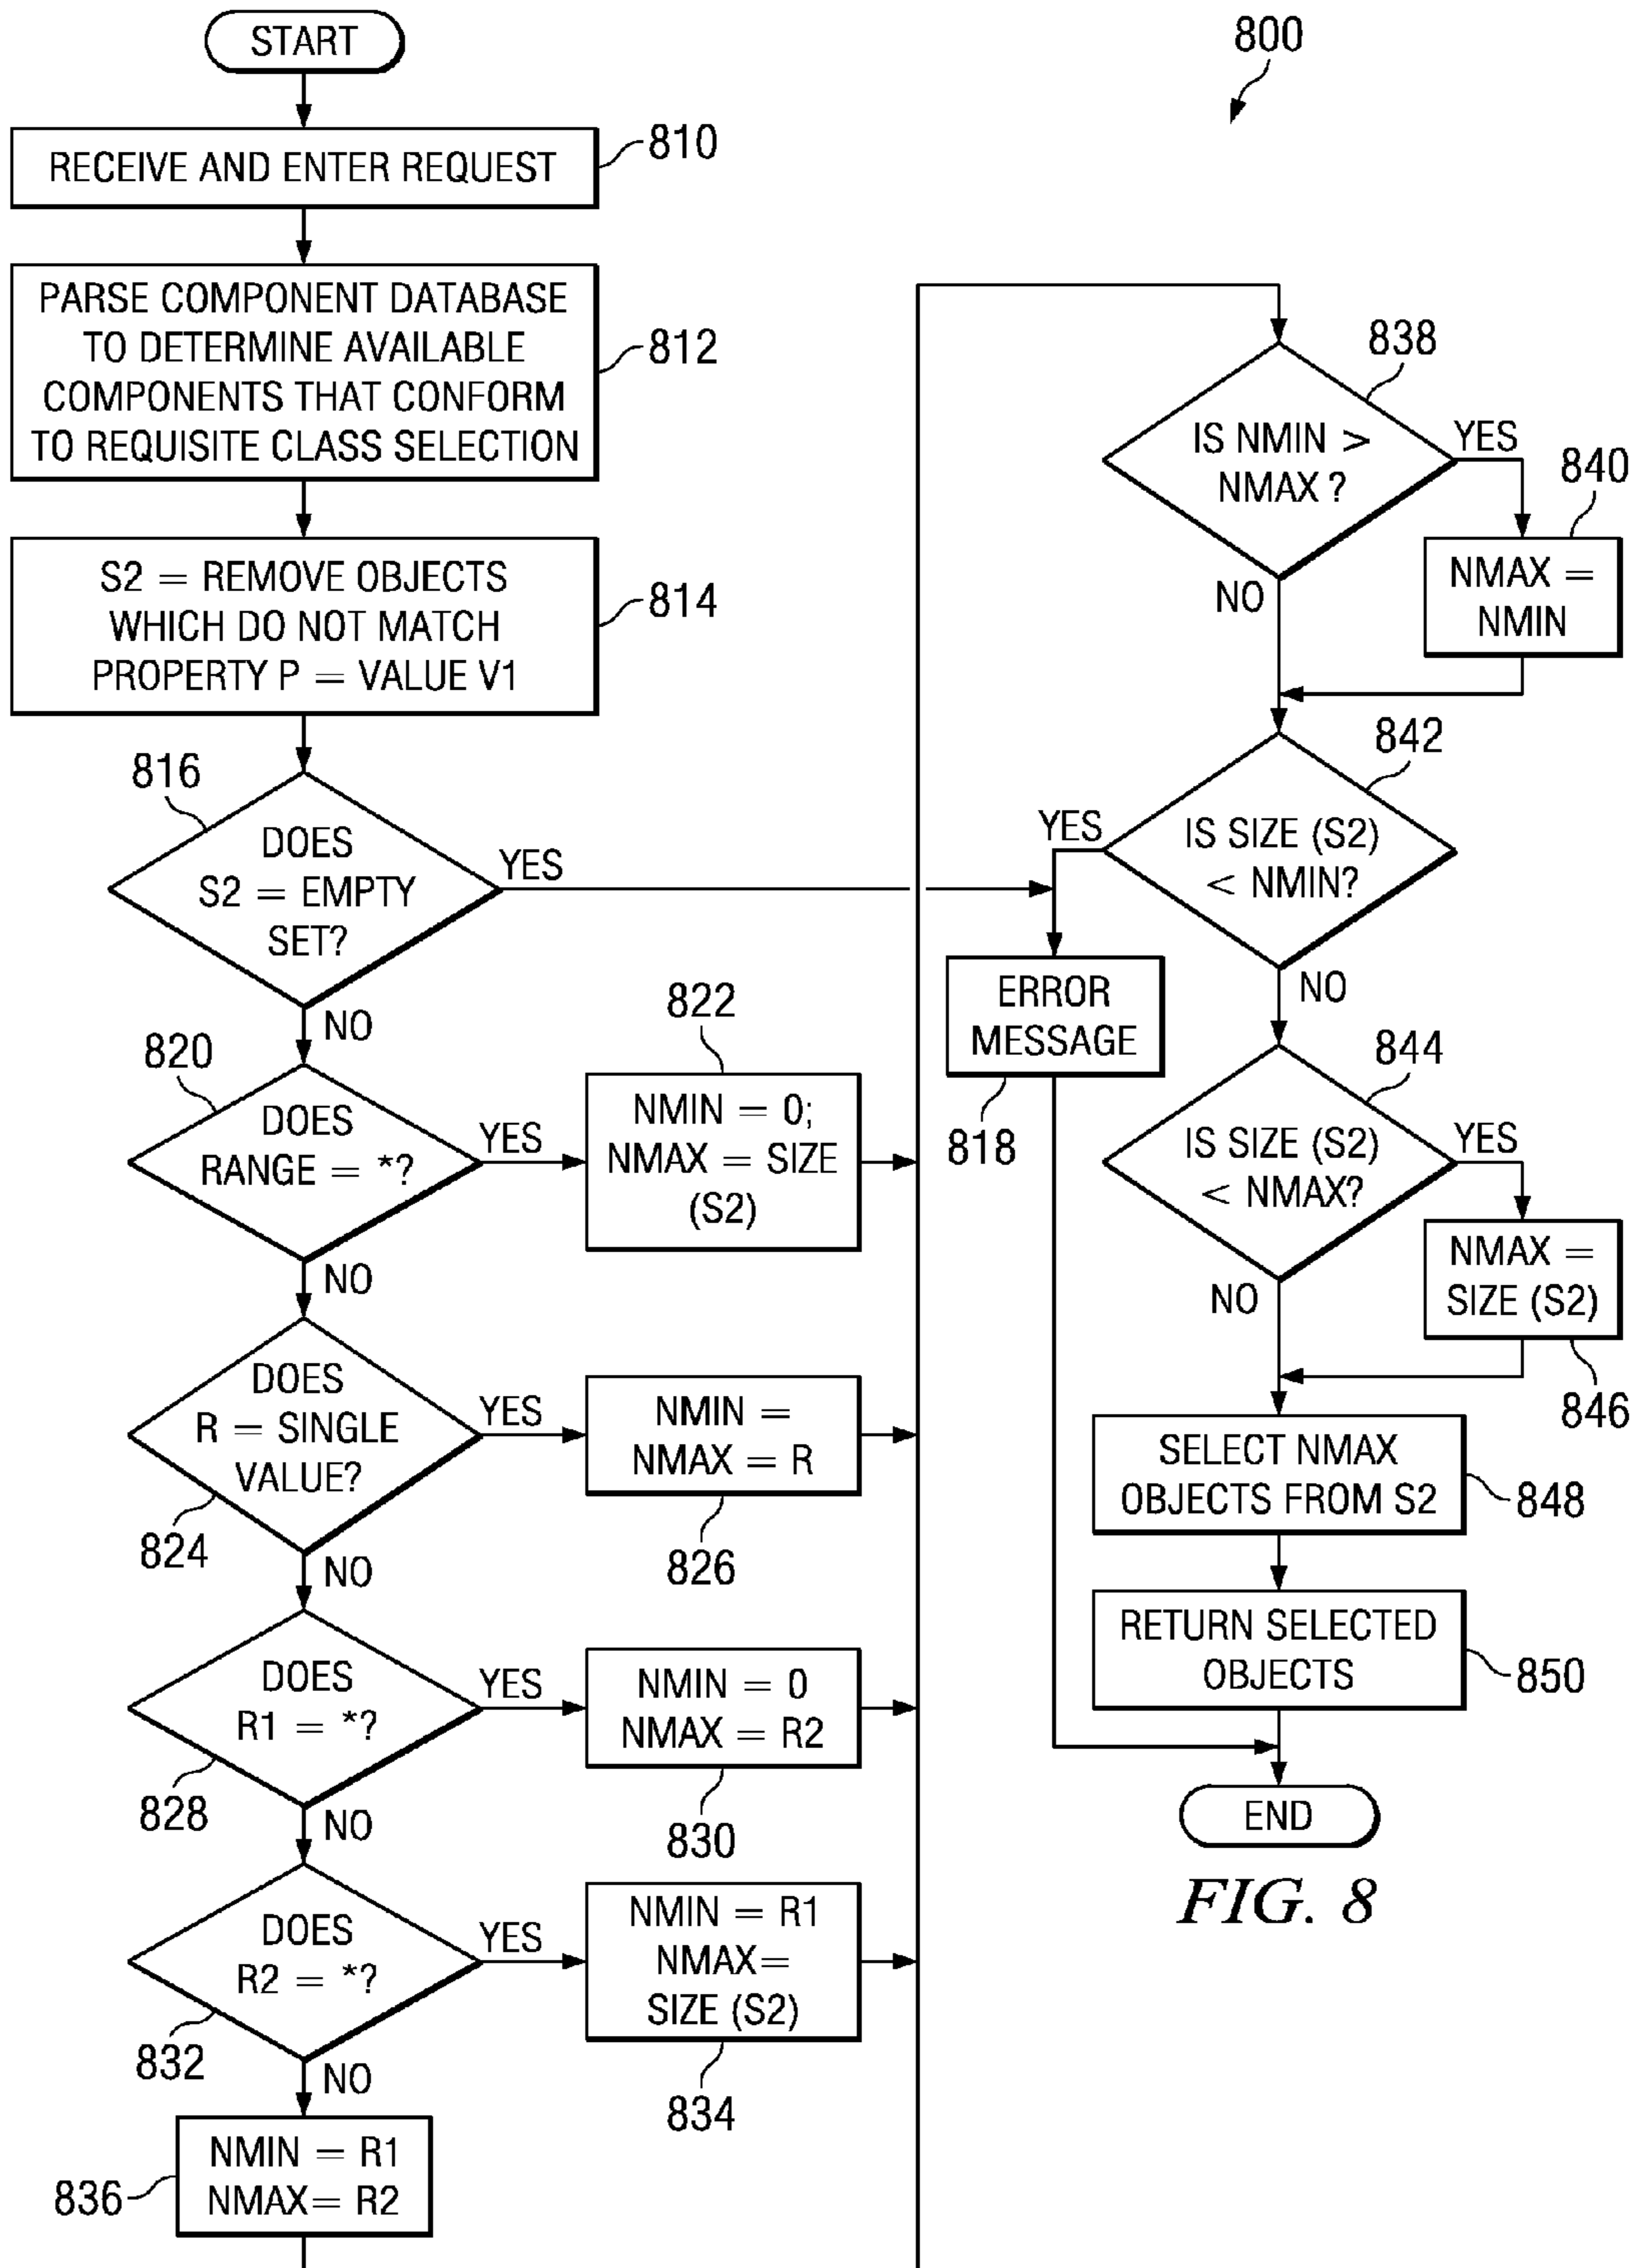 START
800
RECEIVE AND ENTER REQUEST
810
PARSE COMPONENT DATABASE
TO DETERMINE AVAILABLE
COMPONENTS THAT CONFORM
TO REQUISITE CLASS SELECTION
812
S2 = REMOVE OBJECTS
WHICH DO NOT MATCH
PROPERTY P = VALUE V1
814
816
DOES
S2 = EMPTY
SET?
YES
NO
820
DOES
RANGE = *?
YES
822
NMIN = 0;
NMAX = SIZE
(S2)
NO
DOES
R = SINGLE
VALUE?
824
YES
NMIN =
NMAX = R
826
NO
DOES
R1 = *?
828
YES
NMIN = 0
NMAX = R2
830
NO
DOES
R2 = *?
832
YES
NMIN = R1
NMAX=
SIZE (S2)
834
NO
NMIN = R1
NMAX= R2
836
838
IS NMIN >
NMAX ?
YES
840
NMAX =
NMIN
NO
842
IS SIZE (S2)
< NMIN?
YES
ERROR
MESSAGE
818
NO
844
IS SIZE (S2)
< NMAX?
YES
NMAX =
SIZE (S2)
846
NO
SELECT NMAX
OBJECTS FROM S2
848
RETURN SELECTED
OBJECTS
850
END
FIG. 8